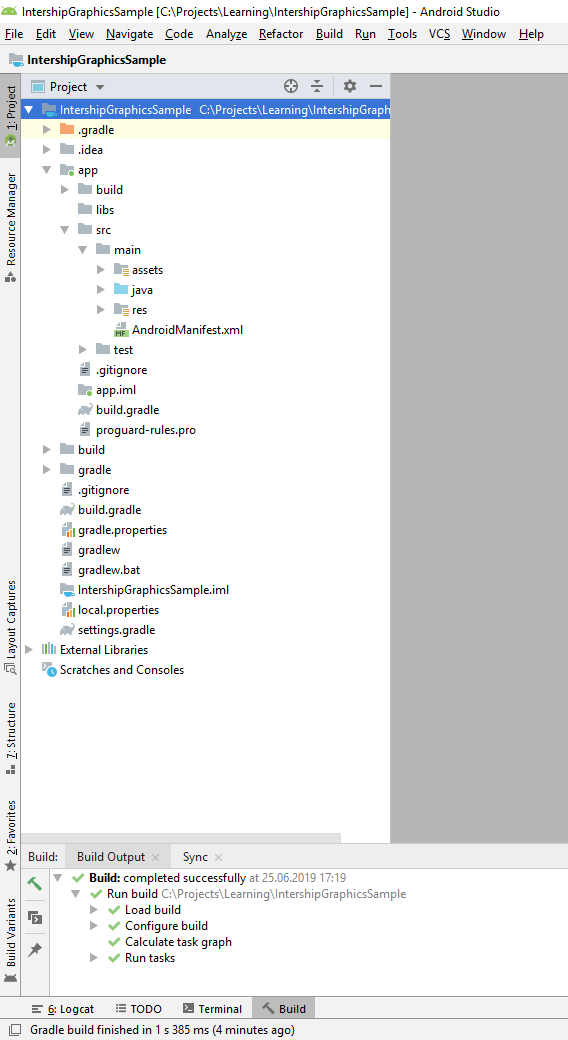 IntershipGraphicsSample [C:\Projects\Learning\IntershipGraphicsSample] - Android Studio
File Edit View Navigate Code Analyze Refactor Build Run Tools VCS Window Help
IntershipGraphicsSample
1: Project
Resource Manager
Layout Captures
7: Structure
2: Favorites
Build Variants
Project
IntershipGraphicsSample C:\Projects\Learning\IntershipGraph
.gradle
.idea
app
build
libs
src
main
assets
java
res
MF AndroidManifest.xml
test
.gitignore
app.iml
build.gradle
proguard-rules.pro
build
gradle
.gitignore
build.gradle
gradle.properties
gradlew
gradlew.bat
IntershipGraphicsSample.iml
local.properties
settings.gradle
External Libraries
Scratches and Consoles
Build: Build Output Sync
Build: completed successfully at 25.06.2019 17:19
Run build C:\Projects\Learning\IntershipGraphicsSample
Load build
Configure build
Calculate task graph
Run tasks
6: Logcat TODO Terminal Build
Gradle build finished in 1 s 385 ms (4 minutes ago)